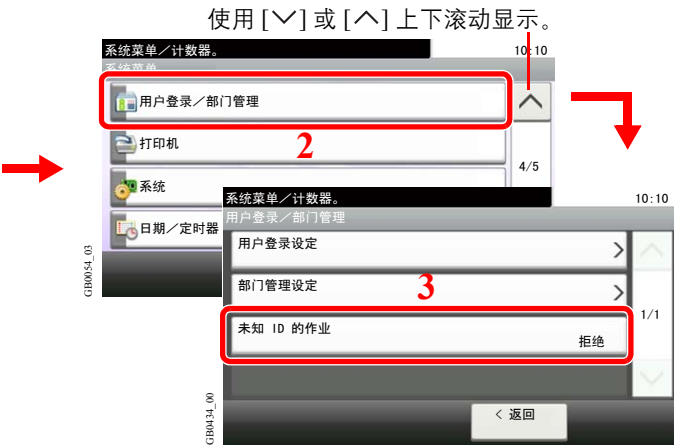 使用 [∨] 或 [∧] 上下滚动显示。
系统菜单／计数器。
10:10
系统菜单
用户登录／部门管理
打印机
2
4/5
系统
日期／定时器
GB0054_03
系统菜单／计数器。
10:10
用户登录／部门管理
用户登录设定
部门管理设定
3
1/1
未知 ID 的作业
拒绝
< 返回
GB0434_00